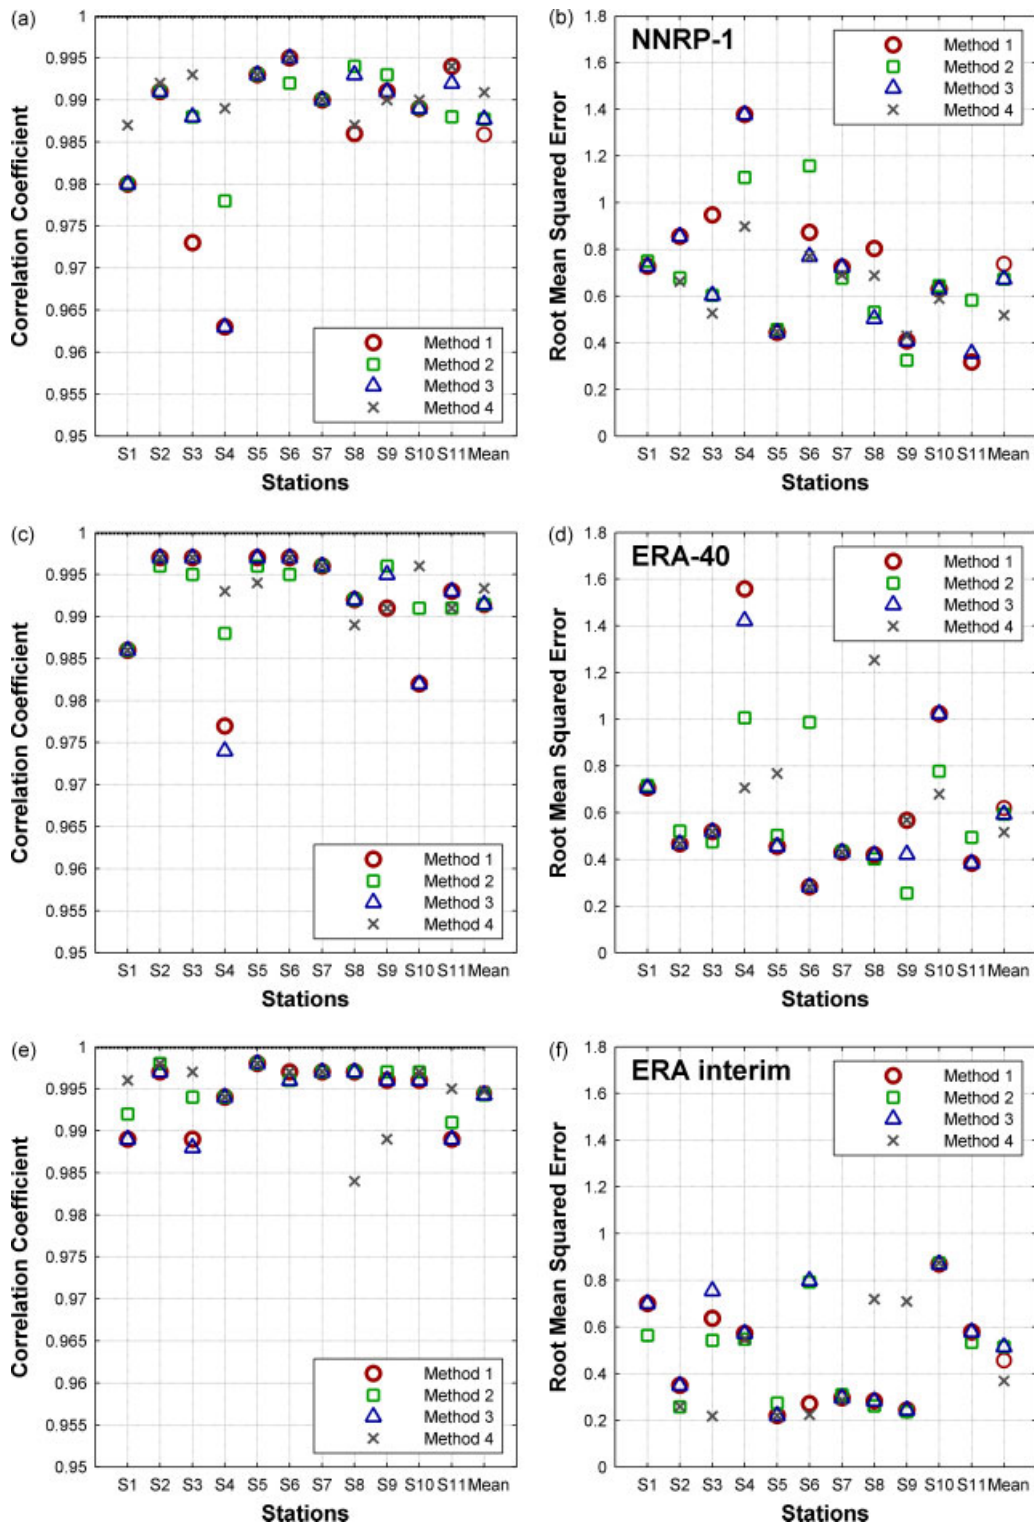 (a)
Correlation Coefficient
1
0.995
0.99
0.985
0.98
0.975
0.97
0.965
0.96
0.955
0.95
Method 1
Method 2
Method 3
Method 4
S1 S2 S3 S4 S5 S6 S7 S8 S9 S10 S11 Mean
Stations
(b)
NNRP-1
Root Mean Squared Error
1.8
1.6
1.4
1.2
1
0.8
0.6
0.4
0.2
0
Method 1
Method 2
Method 3
Method 4
S1 S2 S3 S4 S5 S6 S7 S8 S9 S10 S11 Mean
Stations
(c)
Correlation Coefficient
1
0.995
0.99
0.985
0.98
0.975
0.97
0.965
0.96
0.955
0.95
Method 1
Method 2
Method 3
Method 4
S1 S2 S3 S4 S5 S6 S7 S8 S9 S10 S11 Mean
Stations
(d)
ERA-40
Root Mean Squared Error
1.8
1.6
1.4
1.2
1
0.8
0.6
0.4
0.2
0
Method 1
Method 2
Method 3
Method 4
S1 S2 S3 S4 S5 S6 S7 S8 S9 S10 S11 Mean
Stations
(e)
Correlation Coefficient
1
0.995
0.99
0.985
0.98
0.975
0.97
0.965
0.96
0.955
0.95
Method 1
Method 2
Method 3
Method 4
S1 S2 S3 S4 S5 S6 S7 S8 S9 S10 S11 Mean
Stations
(f)
ERA interim
Root Mean Squared Error
1.8
1.6
1.4
1.2
1
0.8
0.6
0.4
0.2
0
Method 1
Method 2
Method 3
Method 4
S1 S2 S3 S4 S5 S6 S7 S8 S9 S10 S11 Mean
Stations